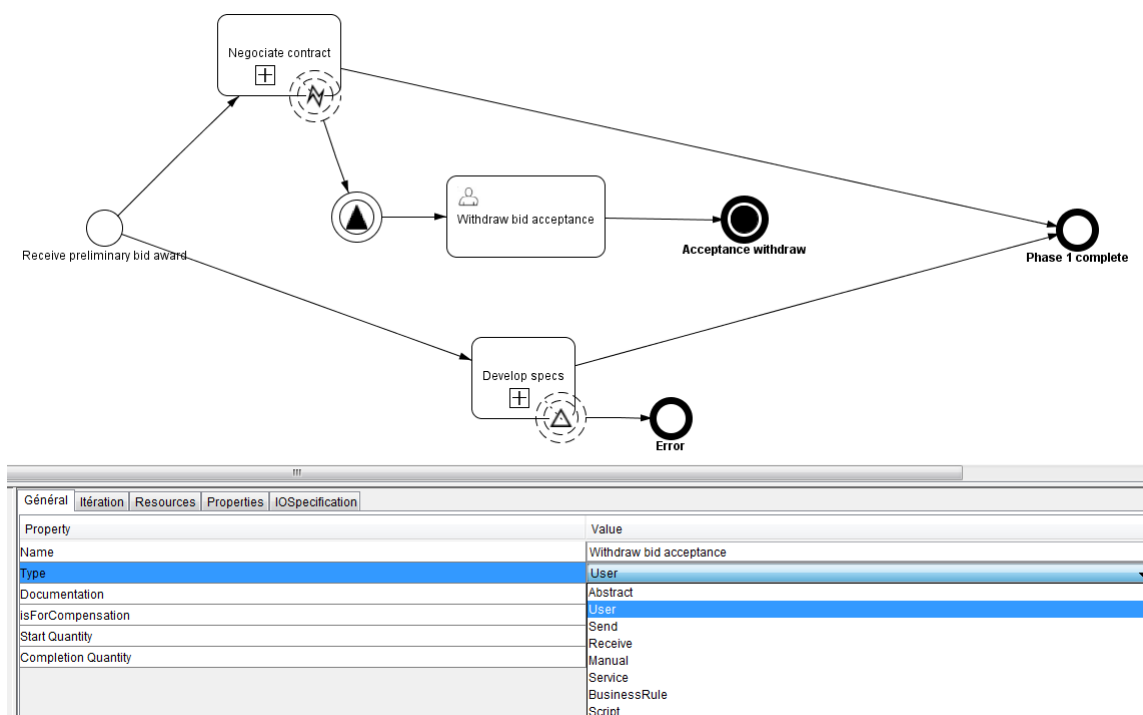 Negociate contract
Withdraw bid acceptance
Receive preliminary bid award
Acceptance withdraw
Phase 1 complete
Develop specs
Error
Général Itération Resources Properties IOSpecification
Property Value
Name Withdraw bid acceptance
Type User
Documentation Abstract
User
isForCompensation Send
Start Quantity Receive
Completion Quantity Manual
Service
BusinessRule
Script